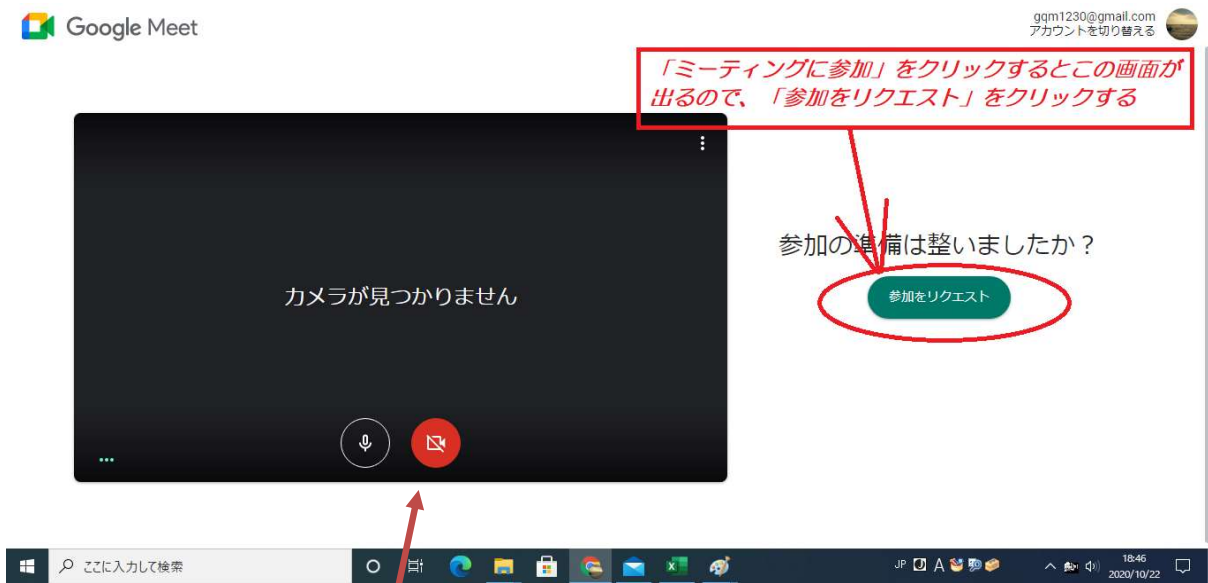 Google Meet
gqm1230@gmail.com
アカウントを切り替える
「ミーティングに参加」をクリックするとこの画面が
出るので、「参加をリクエスト」をクリックする
参加の準備は整いましたか？
カメラが見つかりません
参加をリクエスト
ここに入力して検索
JP A
18:46
2020/10/22